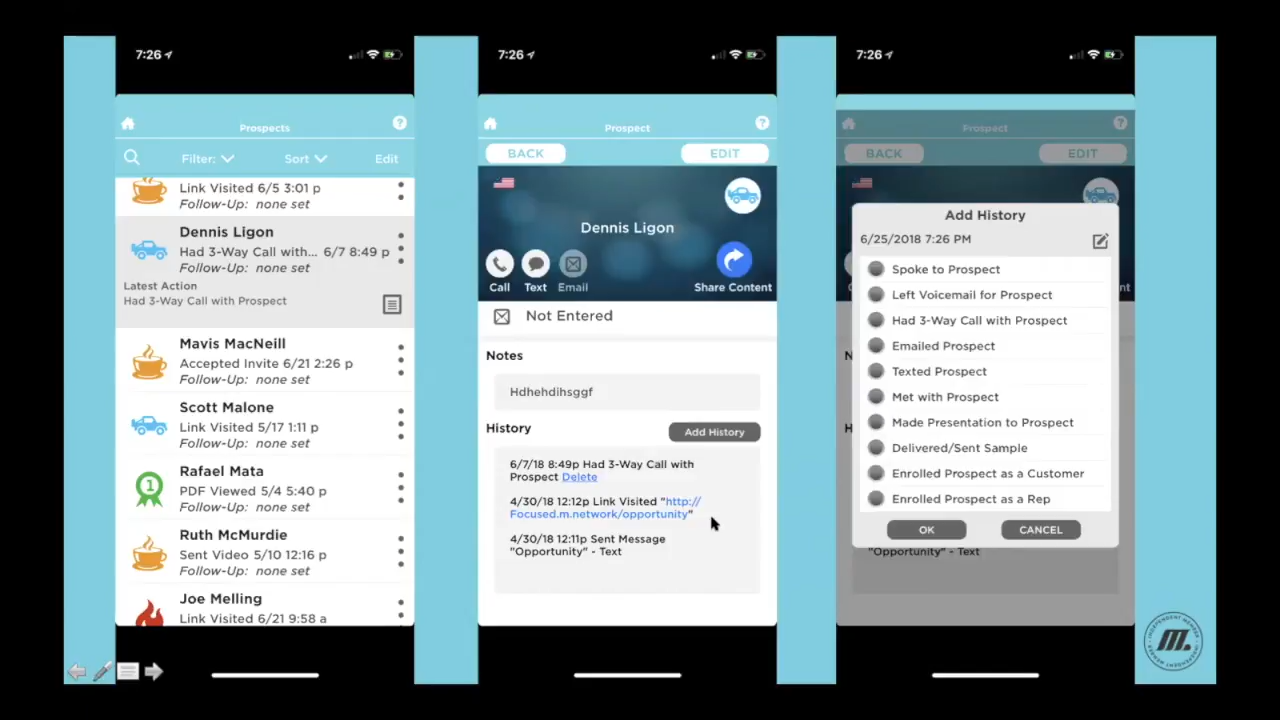 7:26
Prospects
?
Filter:
Sort
Edit
Link Visited 6/5 3:01 p
Follow-Up: none set
Dennis Ligon
Had 3-Way Call with... 6/7 8:49 p
Follow-Up: none set
Latest Action
Had 3-Way Call with Prospect
Mavis MacNeill
Accepted Invite 6/21 2:26 p
Follow-Up: none set
Scott Malone
Link Visited 5/17 1:11 p
Follow-Up: none set
1
Rafael Mata
PDF Viewed 5/4 5:40 p
Follow-Up: none set
Ruth McMurdie
Sent Video 5/10 12:16 p
Follow-Up: none set
Joe Melling
Link Visited 6/21 9:58 a
7:26
Prospect
?
BACK
EDIT
Dennis Ligon
Call
Text
Email
Share Content
Not Entered
Notes
Hdhehdihsggf
History
Add History
6/7/18 8:49p Had 3-Way Call with
Prospect Delete
4/30/18 12:12p Link Visited "http://
Focused.m.network/opportunity"
4/30/18 12:11p Sent Message
"Opportunity" - Text
7:26
Prospect
?
BACK
EDIT
nt
N
H
Add History
6/25/2018 7:26 PM
Spoke to Prospect
Left Voicemail for Prospect
Had 3-Way Call with Prospect
Emailed Prospect
Texted Prospect
Met with Prospect
Made Presentation to Prospect
Delivered/Sent Sample
Enrolled Prospect as a Customer
Enrolled Prospect as a Rep
OK
CANCEL
"Opportunity" - Text
INDEPENDENT MEMBER
M.
INDEPENDENT MEMBER